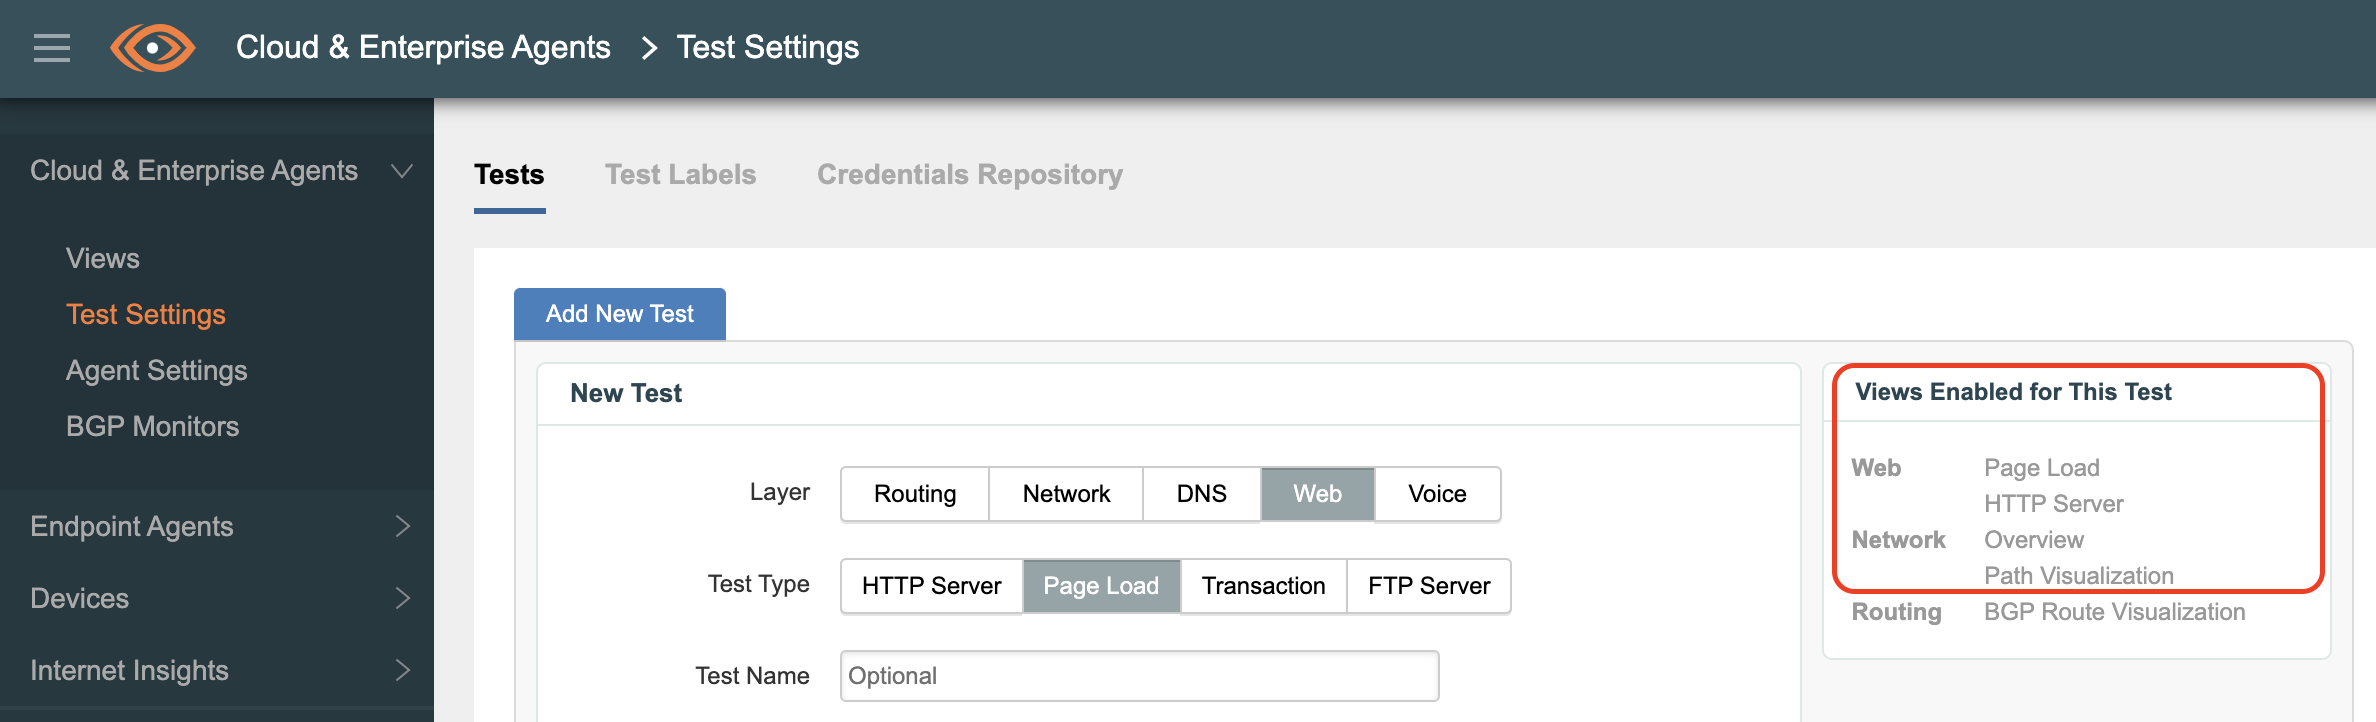 Cloud & Enterprise Agents > Test Settings
Cloud & Enterprise Agents
Views
Test Settings
Agent Settings
BGP Monitors
Endpoint Agents
Devices
Internet Insights
Tests Test Labels Credentials Repository
Add New Test
New Test
Layer Routing Network DNS Web Voice
Test Type HTTP Server Page Load Transaction FTP Server
Test Name Optional
Views Enabled for This Test
Web Page Load
HTTP Server
Network Overview
Path Visualization
Routing BGP Route Visualization